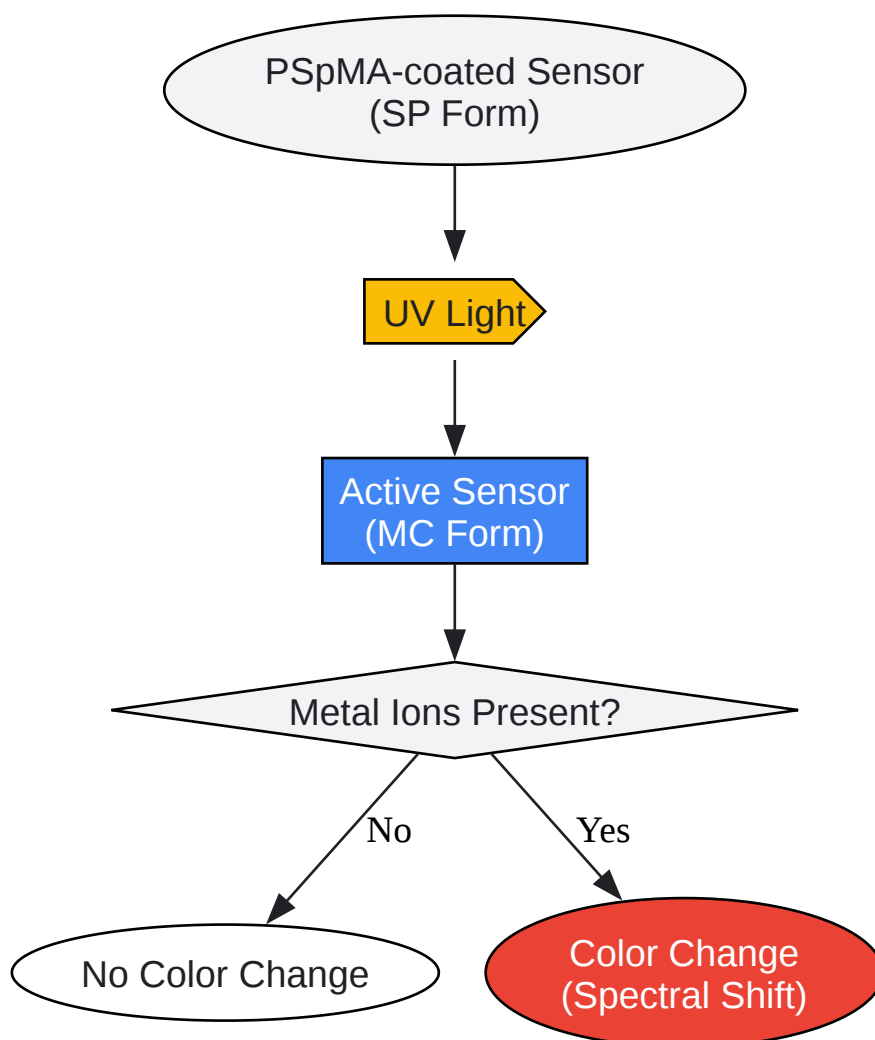 PSpMA-coated Sensor
(SP Form)
UV Light
Active Sensor
(MC Form)
Metal Ions Present?
No
Yes
No Color Change
Color Change
(Spectral Shift)